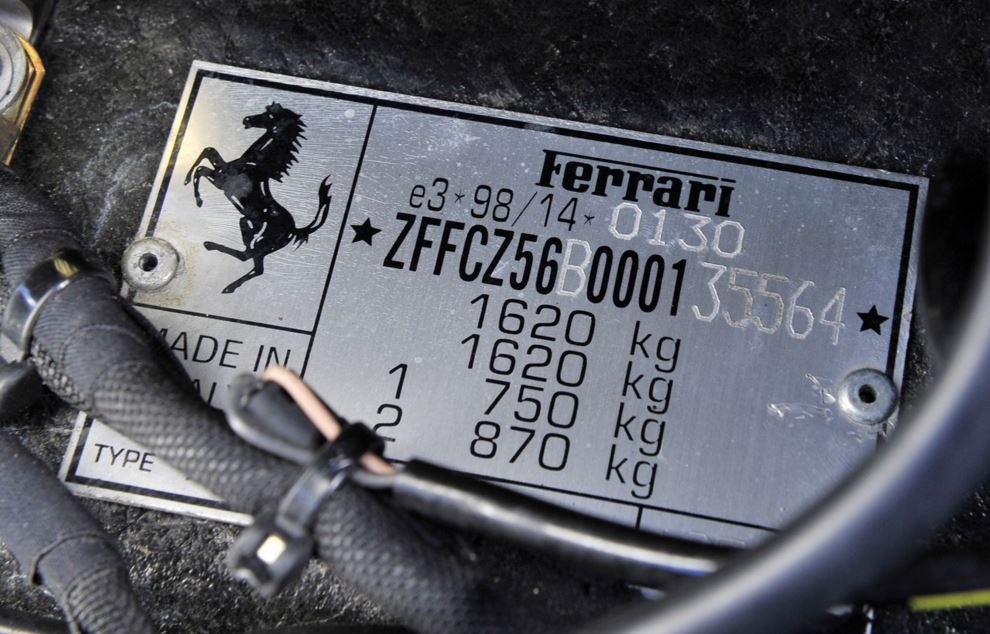 Ferrari
e3*98/14*0130
★ZFFCZ56B000135564★
1620 kg
1620 kg
1 750 kg
2 870 kg
MADE IN
TYPE